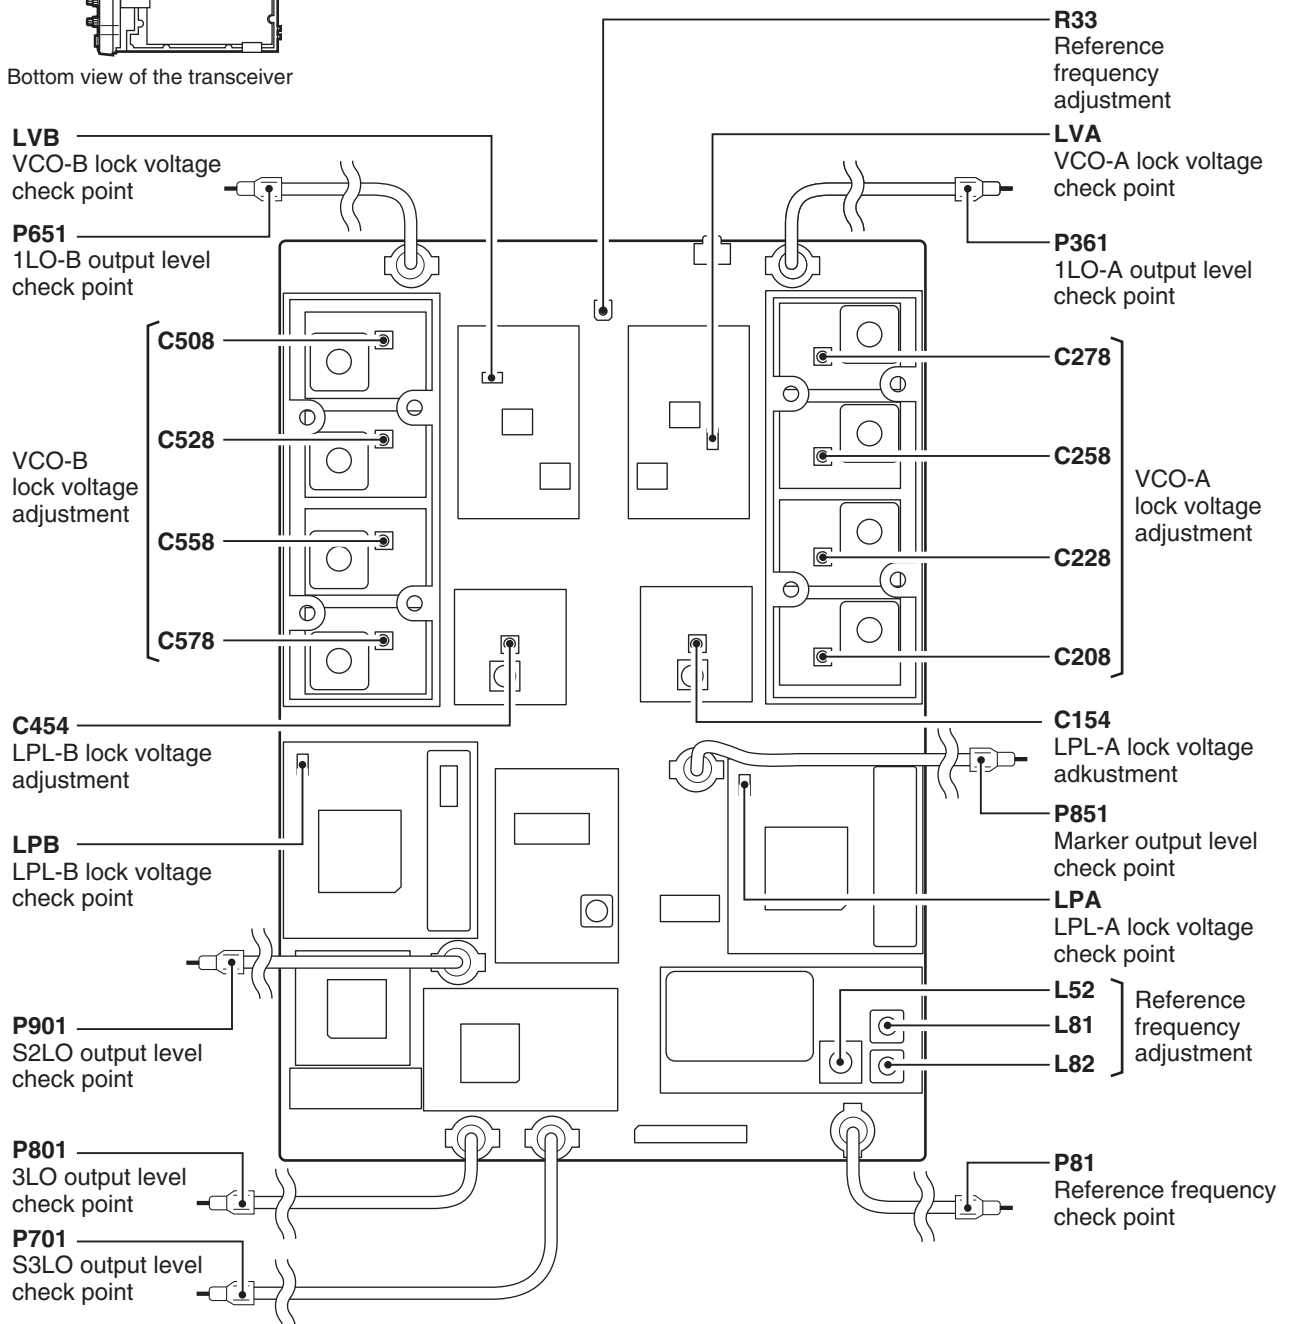 Bottom view of the transceiver
LVB
VCO-B lock voltage
check point
P651
1LO-B output level
check point
C508
C528
VCO-B
lock voltage
adjustment
C558
C578
C454
LPL-B lock voltage
adjustment
LPB
LPL-B lock voltage
check point
P901
S2LO output level
check point
P801
3LO output level
check point
P701
S3LO output level
check point
R33
Reference
frequency
adjustment
LVA
VCO-A lock voltage
check point
P361
1LO-A output level
check point
C278
C258
VCO-A
lock voltage
adjustment
C228
C208
C154
LPL-A lock voltage
adkustment
P851
Marker output level
check point
LPA
LPL-A lock voltage
check point
L52
L81
L82
Reference
frequency
adjustment
P81
Reference frequency
check point